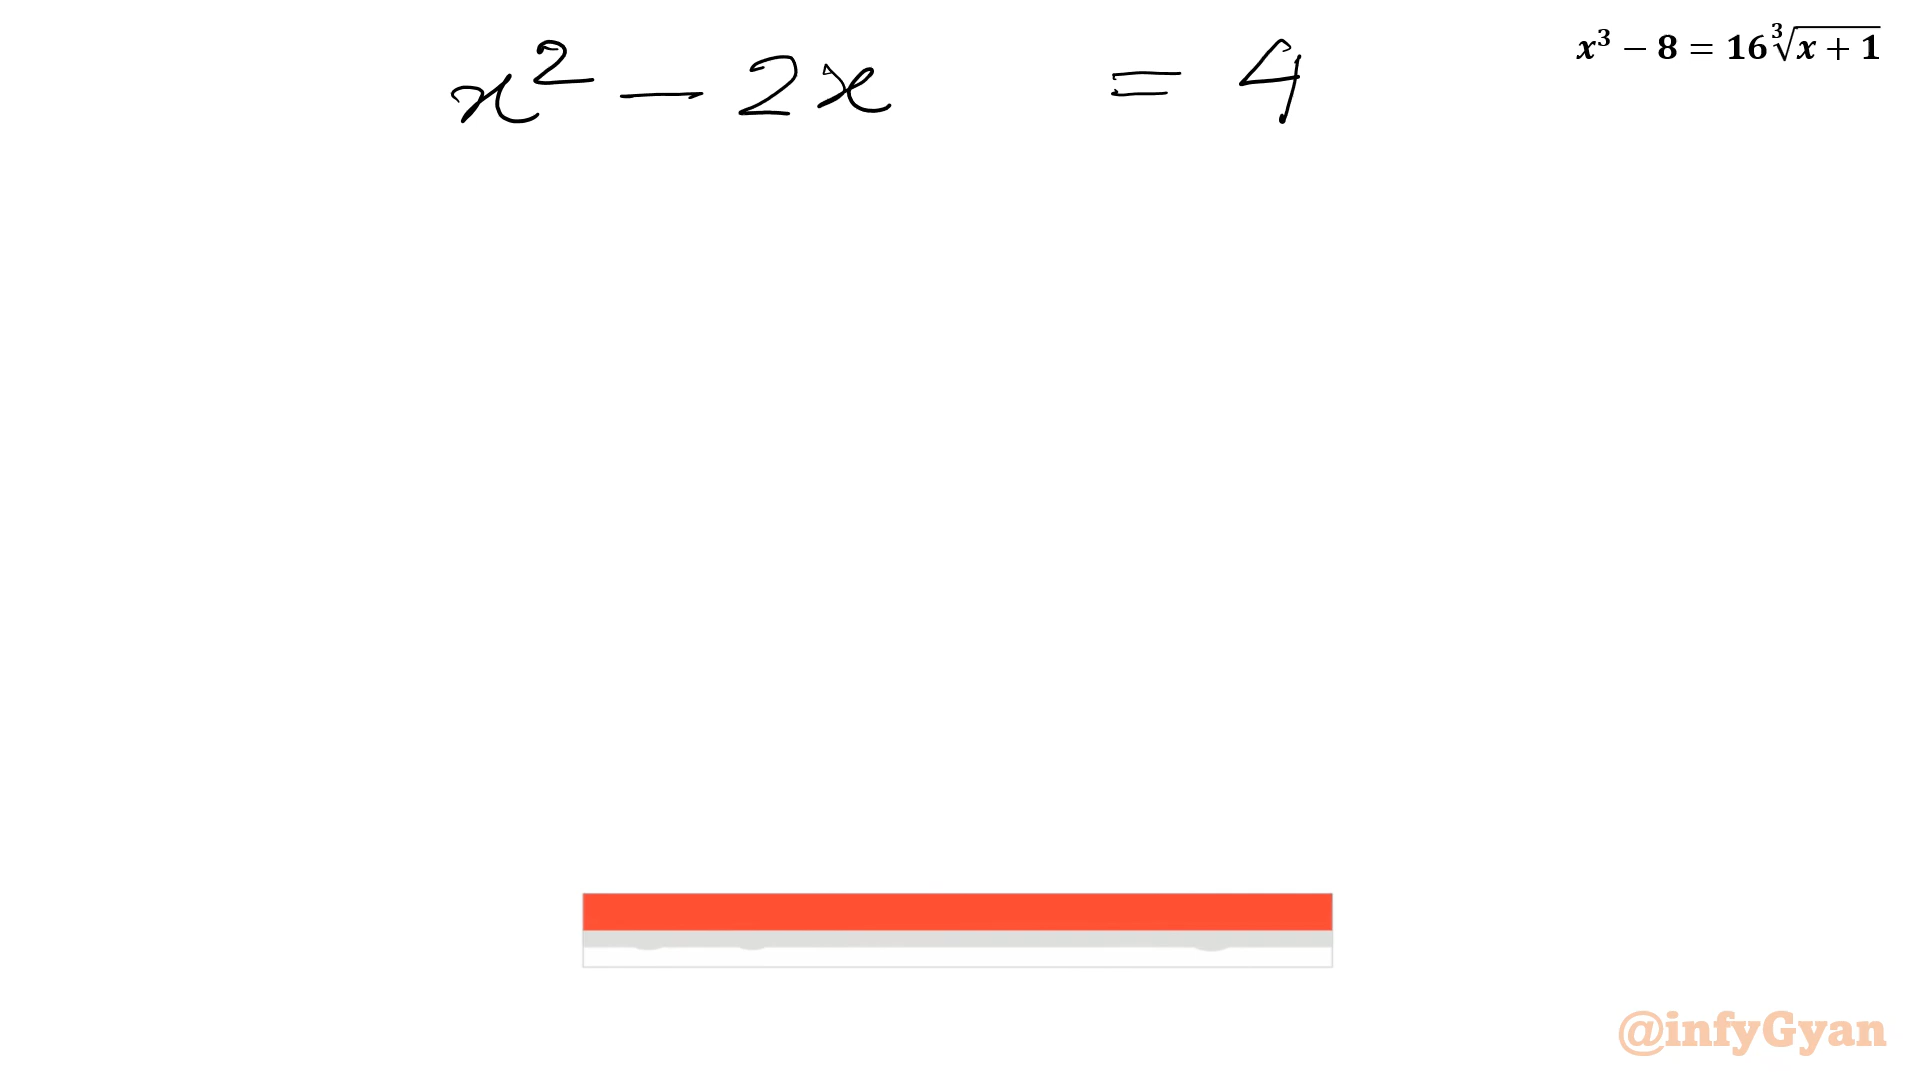 x² - 2x = 4
x³ − 8 = 16∛(x + 1)
@infyGyan